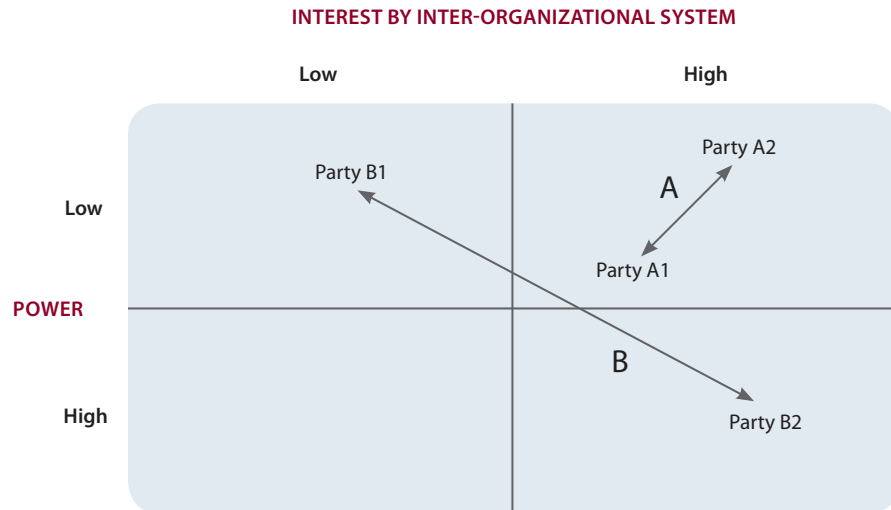 INTEREST BY INTER-ORGANIZATIONAL SYSTEM
Low
High
Party B1
Party A2
A
Low
Party A1
POWER
B
High
Party B2